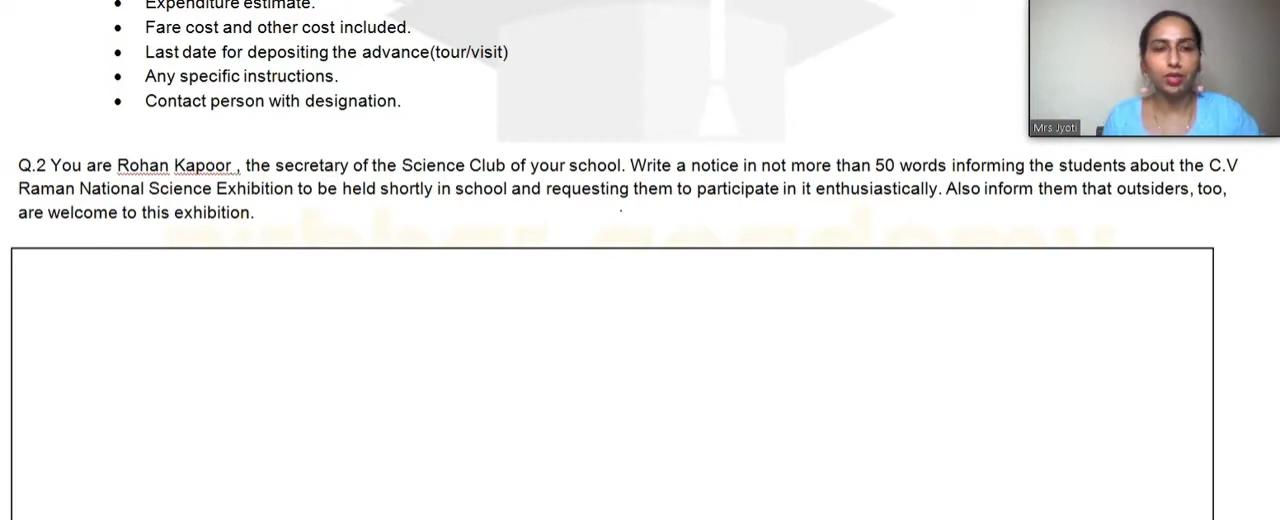 Expenditure estimate.
• Fare cost and other cost included.
• Last date for depositing the advance(tour/visit)
• Any specific instructions.
• Contact person with designation.
Mrs Jyoti
Q.2 You are Rohan Kapoor , the secretary of the Science Club of your school. Write a notice in not more than 50 words informing the students about the C.V
Raman National Science Exhibition to be held shortly in school and requesting them to participate in it enthusiastically. Also inform them that outsiders, too,
are welcome to this exhibition.